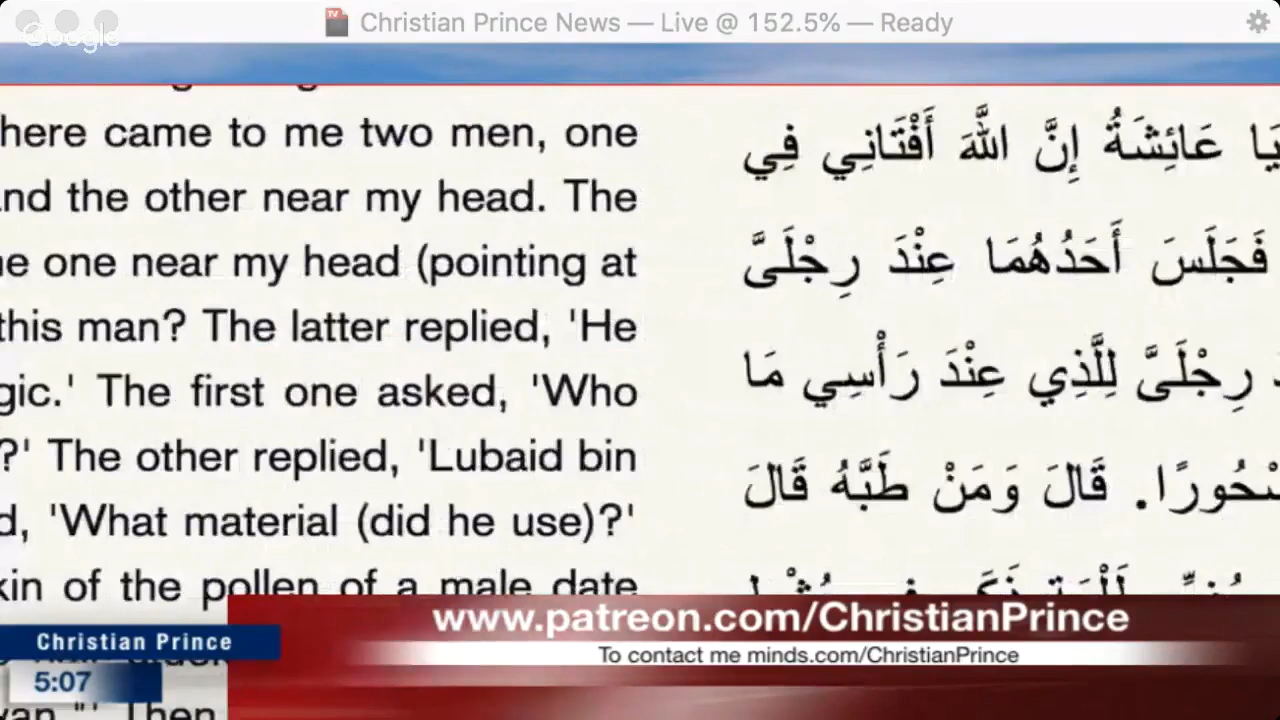 Christian Prince News — Live @ 152.5% — Ready
Google
here came to me two men, one
nd the other near my head. The
e one near my head (pointing at
this man? The latter replied, 'He
gic.' The first one asked, 'Who
?' The other replied, 'Lubaid bin
d, 'What material (did he use)?'
kin of the pollen of a male date
van."' Then
يَا عَائِشَةُ إِنَّ اللَّهَ أَفْتَانِي فِي
فَجَلَسَ أَحَدُهُمَا عِنْدَ رِجْلَىَّ
رِجْلَىَّ لِلَّذِي عِنْدَ رَأْسِي مَا
ْحُورًا. قَالَ وَمَنْ طَبَّهُ قَالَ
www.patreon.com/ChristianPrince
To contact me minds.com/ChristianPrince
Christian Prince
5:07